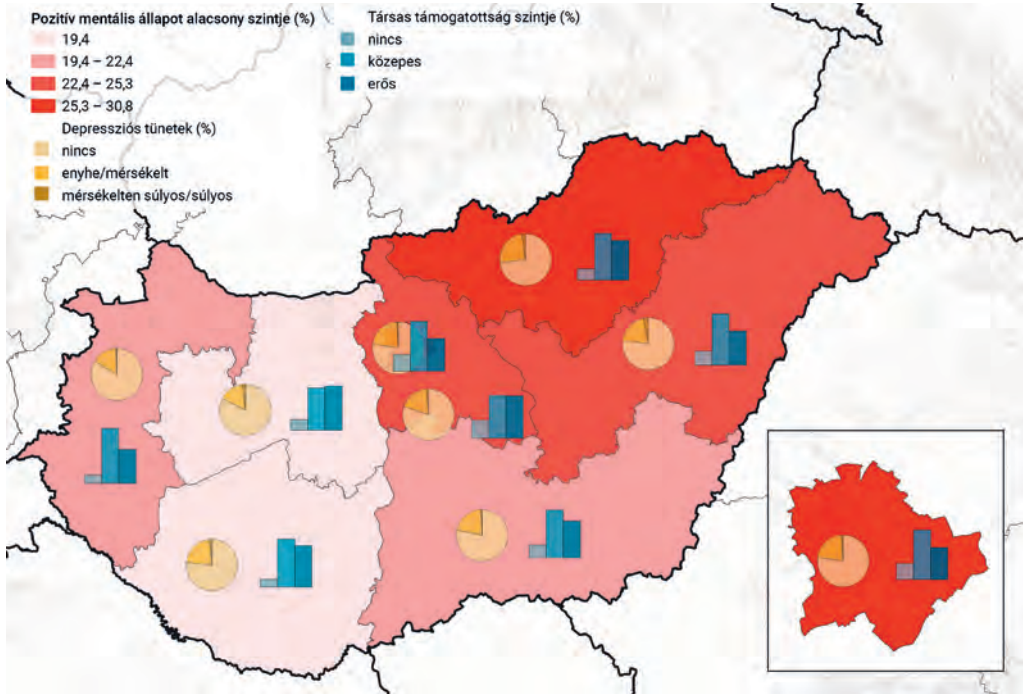 Pozitív mentális állapot alacsony szintje (%)
19,4
19,4 – 22,4
22,4 – 25,3
25,3 – 30,8
Depressziós tünetek (%)
nincs
enyhe/mérsékelt
mérsékelten súlyos/súlyos
Társas támogatottság szintje (%)
nincs
közepes
erős